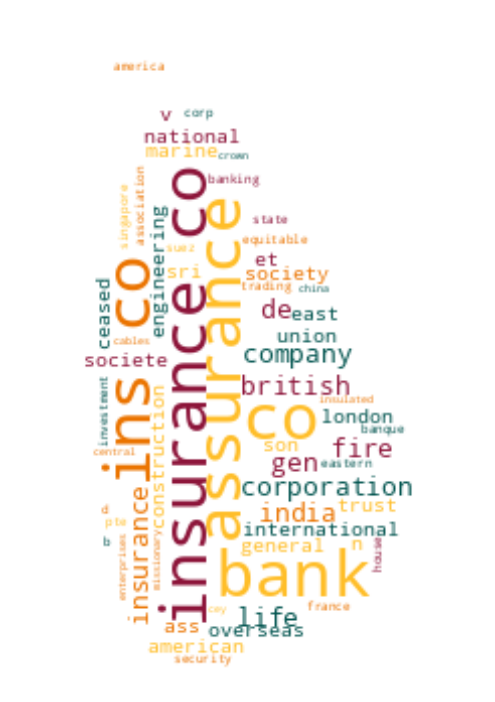 america
v corp
national
marine crown
banking
insurance co
assurance
association
singapore
engineering
state
suez
equitable
et
ins co
sri
society
trading china
ceased
de east
cables
union
societe
company
investment
construction
british
insulated
co
london
banque
central
son
fire
gen eastern
corporation
insurance
india trust
d
pte
international
b
enterprises
missionary
general n
house
bank
cey
france
life
ass overseas
american
security